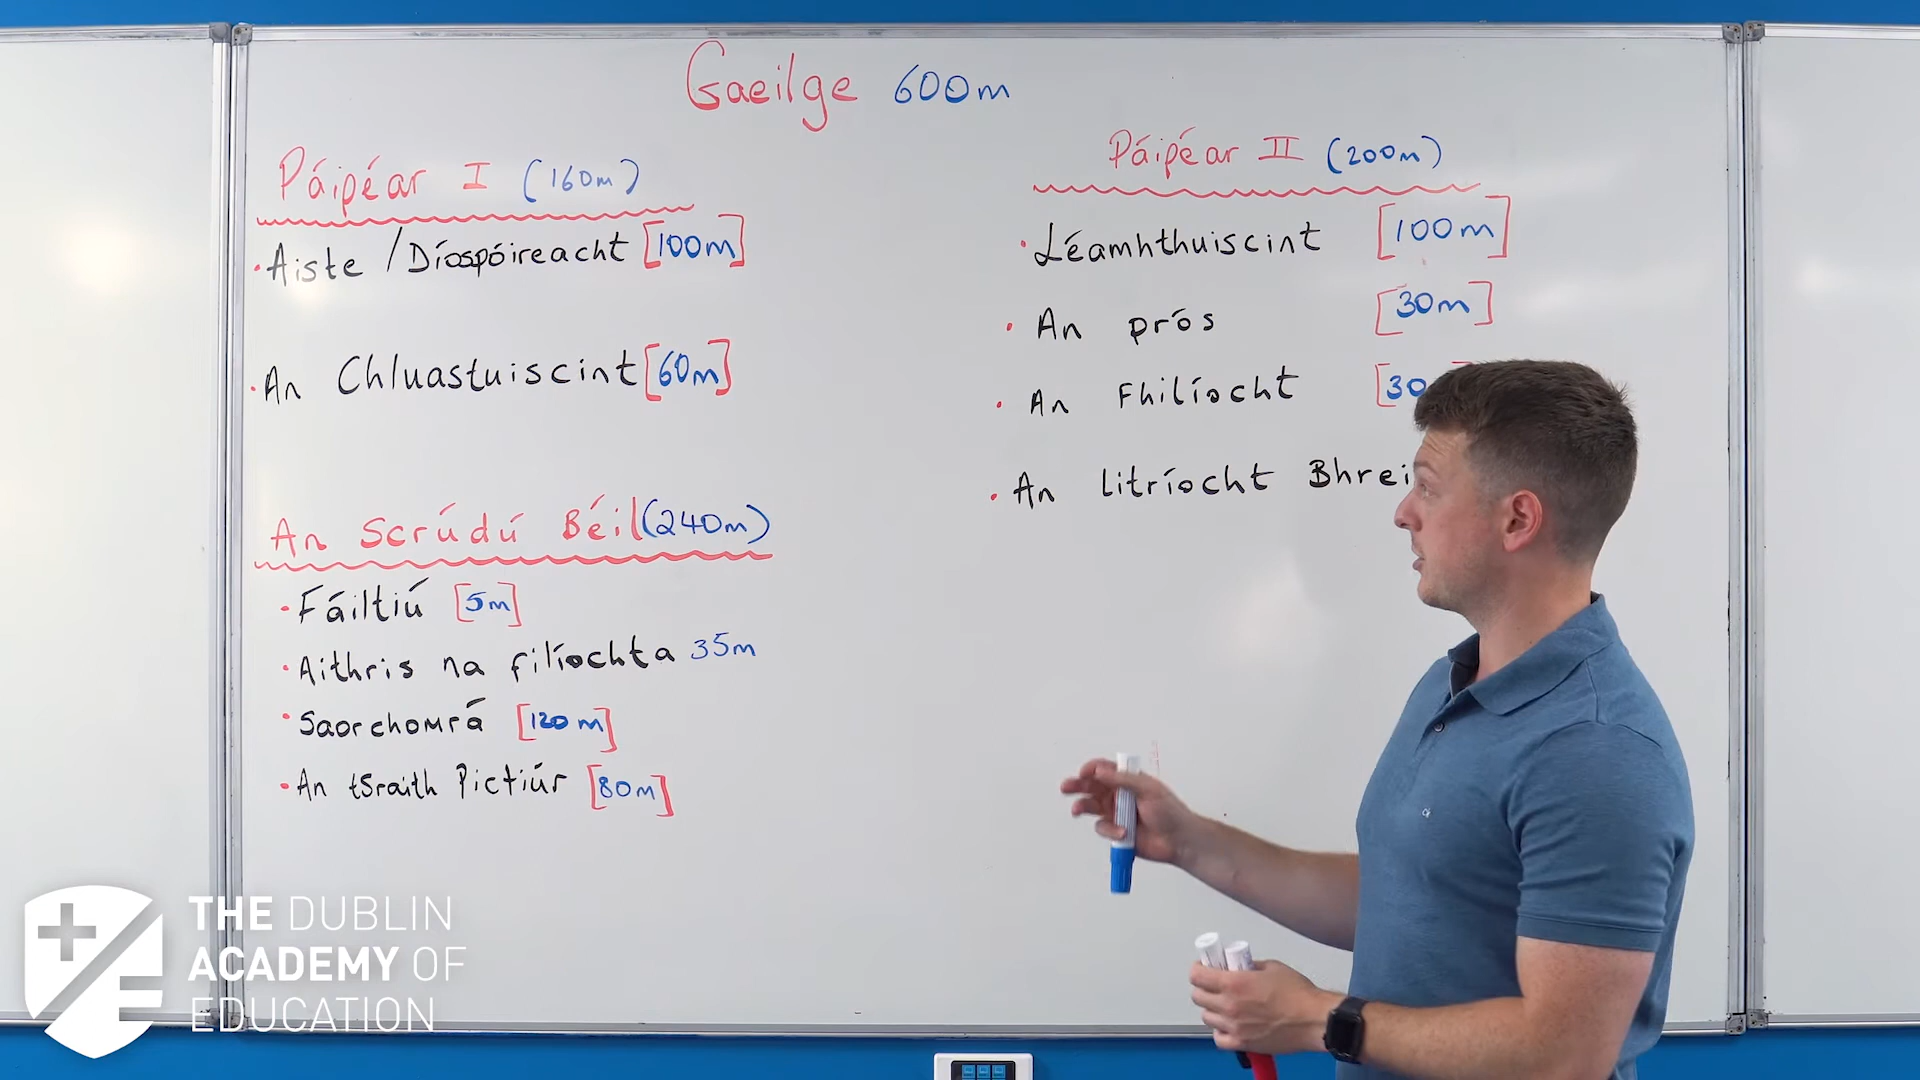 Gaeilge 600m
Páipéar I (160m)
• Aiste / Díospóireacht [100m]
• An Chluastuiscint [60m]
An Scrúdú Béil (240m)
• Fáiltiú [5m]
• Aithris na filíochta 35m
• Saorchomrá [120m]
• An tSraith Pictiúr [80m]
Páipéar II (200m)
• Léamhthuiscint [100m]
• An prós [30m]
• An Fhilíocht [30
• An Litríocht
THE DUBLIN
ACADEMY OF
EDUCATION